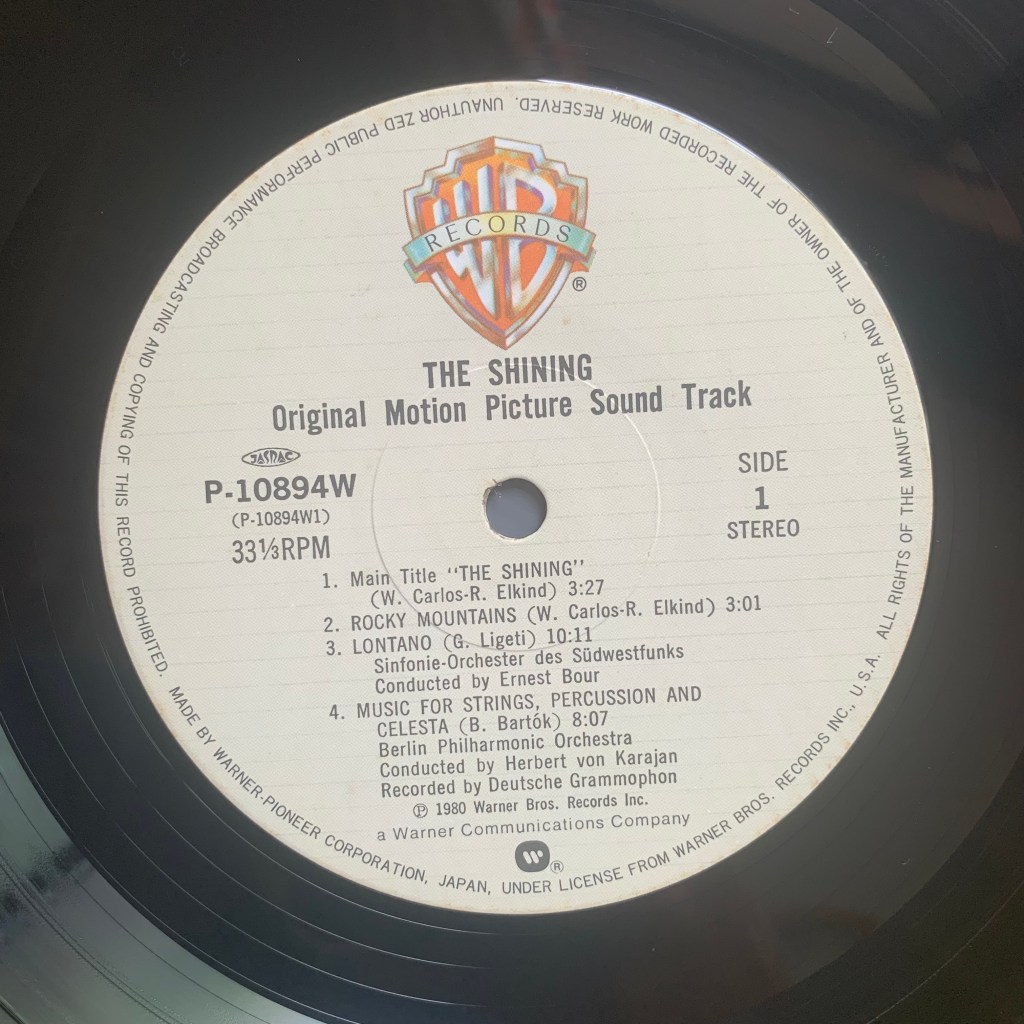 WB
RECORDS
®
THE SHINING
Original Motion Picture Sound Track
JASRAC
P-10894W
(P-10894W1)
33⅓RPM
SIDE
1
STEREO
1. Main Title "THE SHINING"
(W. Carlos-R. Elkind) 3:27
2. ROCKY MOUNTAINS (W. Carlos-R. Elkind) 3:01
3. LONTANO (G. Ligeti) 10:11
Sinfonie-Orchester des Südwestfunks
Conducted by Ernest Bour
4. MUSIC FOR STRINGS, PERCUSSION AND
CELESTA (B. Bartók) 8:07
Berlin Philharmonic Orchestra
Conducted by Herbert von Karajan
Recorded by Deutsche Grammophon
℗ 1980 Warner Bros. Records Inc.
a Warner Communications Company
W ®
MADE BY WARNER-PIONEER CORPORATION, JAPAN, UNDER LICENSE FROM WARNER BROS. RECORDS INC., U.S.A. ALL RIGHTS OF THE MANUFACTURER AND OF THE OWNER OF THE RECORDED WORK RESERVED. UNAUTHOR ZED PUBLIC PERFORMANCE BROADCASTING AND COPYING OF THIS RECORD PROHIBITED.